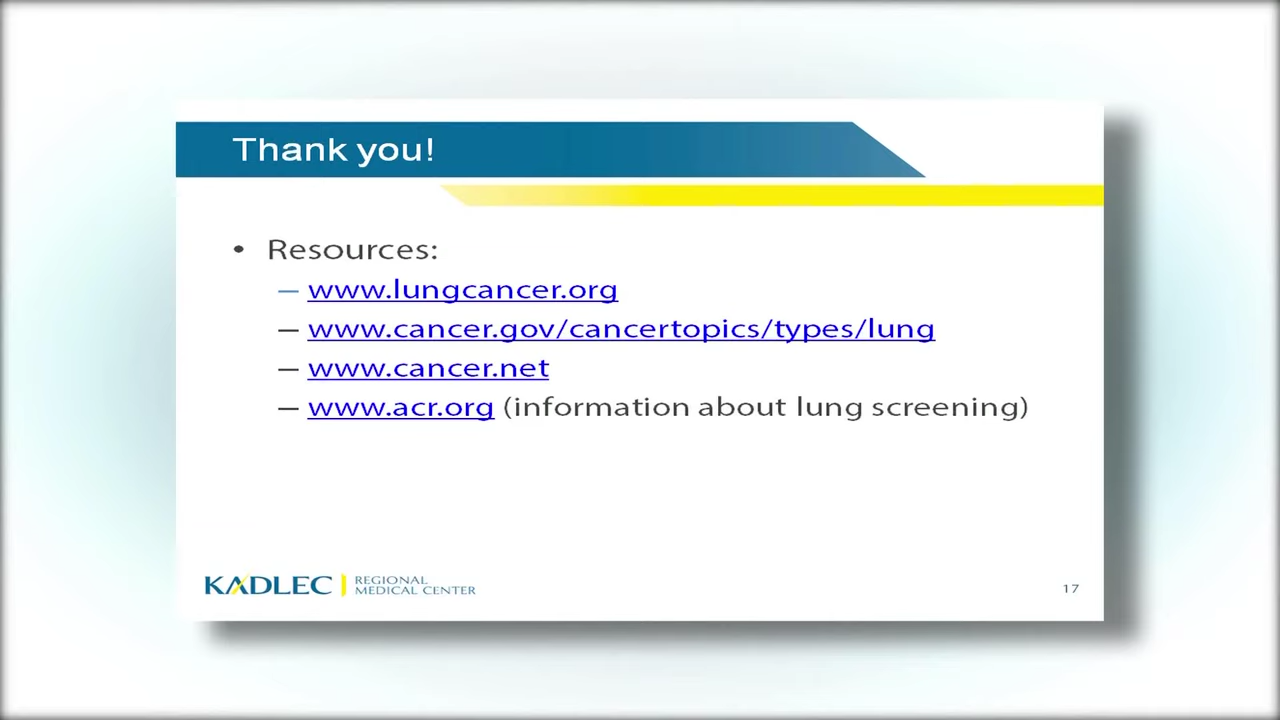 Thank you!
• Resources:
– www.lungcancer.org
– www.cancer.gov/cancertopics/types/lung
– www.cancer.net
– www.acr.org (information about lung screening)
KADLEC REGIONAL
MEDICAL CENTER
17